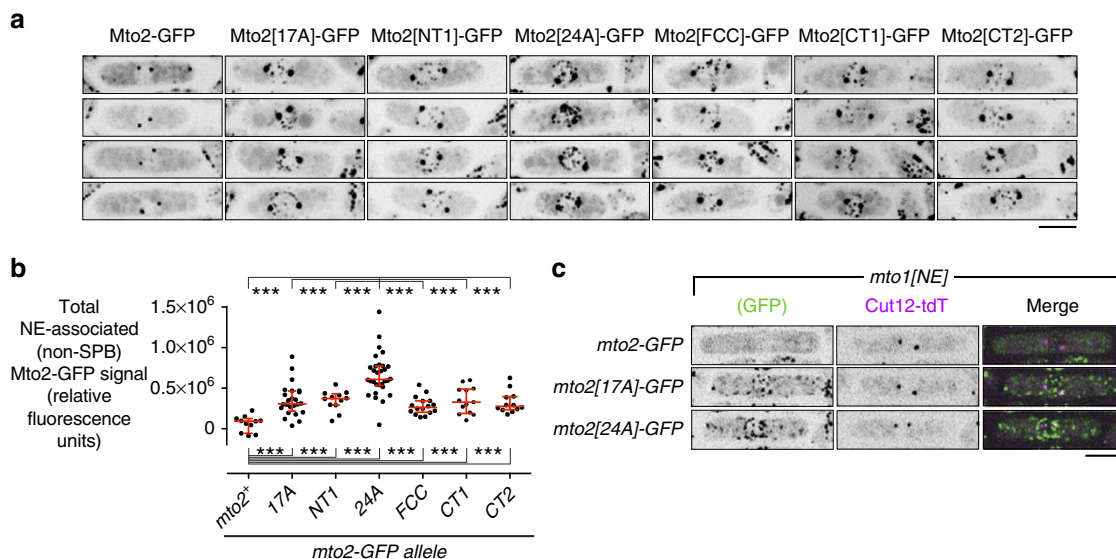 a
Mto2-GFP Mto2[17A]-GFP Mto2[NT1]-GFP Mto2[24A]-GFP Mto2[FCC]-GFP Mto2[CT1]-GFP Mto2[CT2]-GFP
b
Total
NE-associated
(non-SPB)
Mto2-GFP signal
(relative
fluorescence
units)
1.5×10⁶
1.0×10⁶
0.5×10⁶
0
*** *** *** *** *** ***
*** *** *** *** *** ***
mto2⁺ 17A NT1 24A FCC CT1 CT2
mto2-GFP allele
c
mto1[NE]
(GFP) Cut12-tdT Merge
mto2-GFP
mto2[17A]-GFP
mto2[24A]-GFP